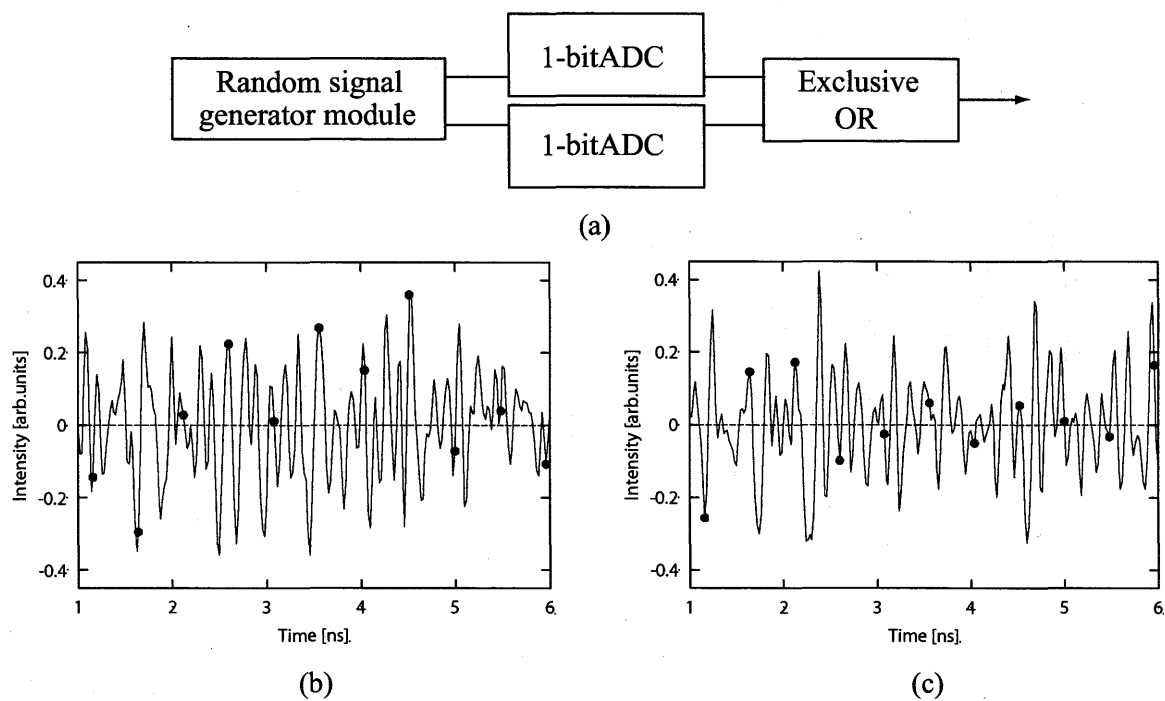 Random signal
generator module
1-bitADC
1-bitADC
Exclusive
OR
(a)
0.4
0.2
0
-0.2
-0.4
Intensity [arb.units]
1 2 3 4 5 6.
Time [ns].
(b)
0.4
0.2
0
-0.2
-0.4
Intensity [arb.units]
1 2 3 4 5 6.
Time [ns].
(c)